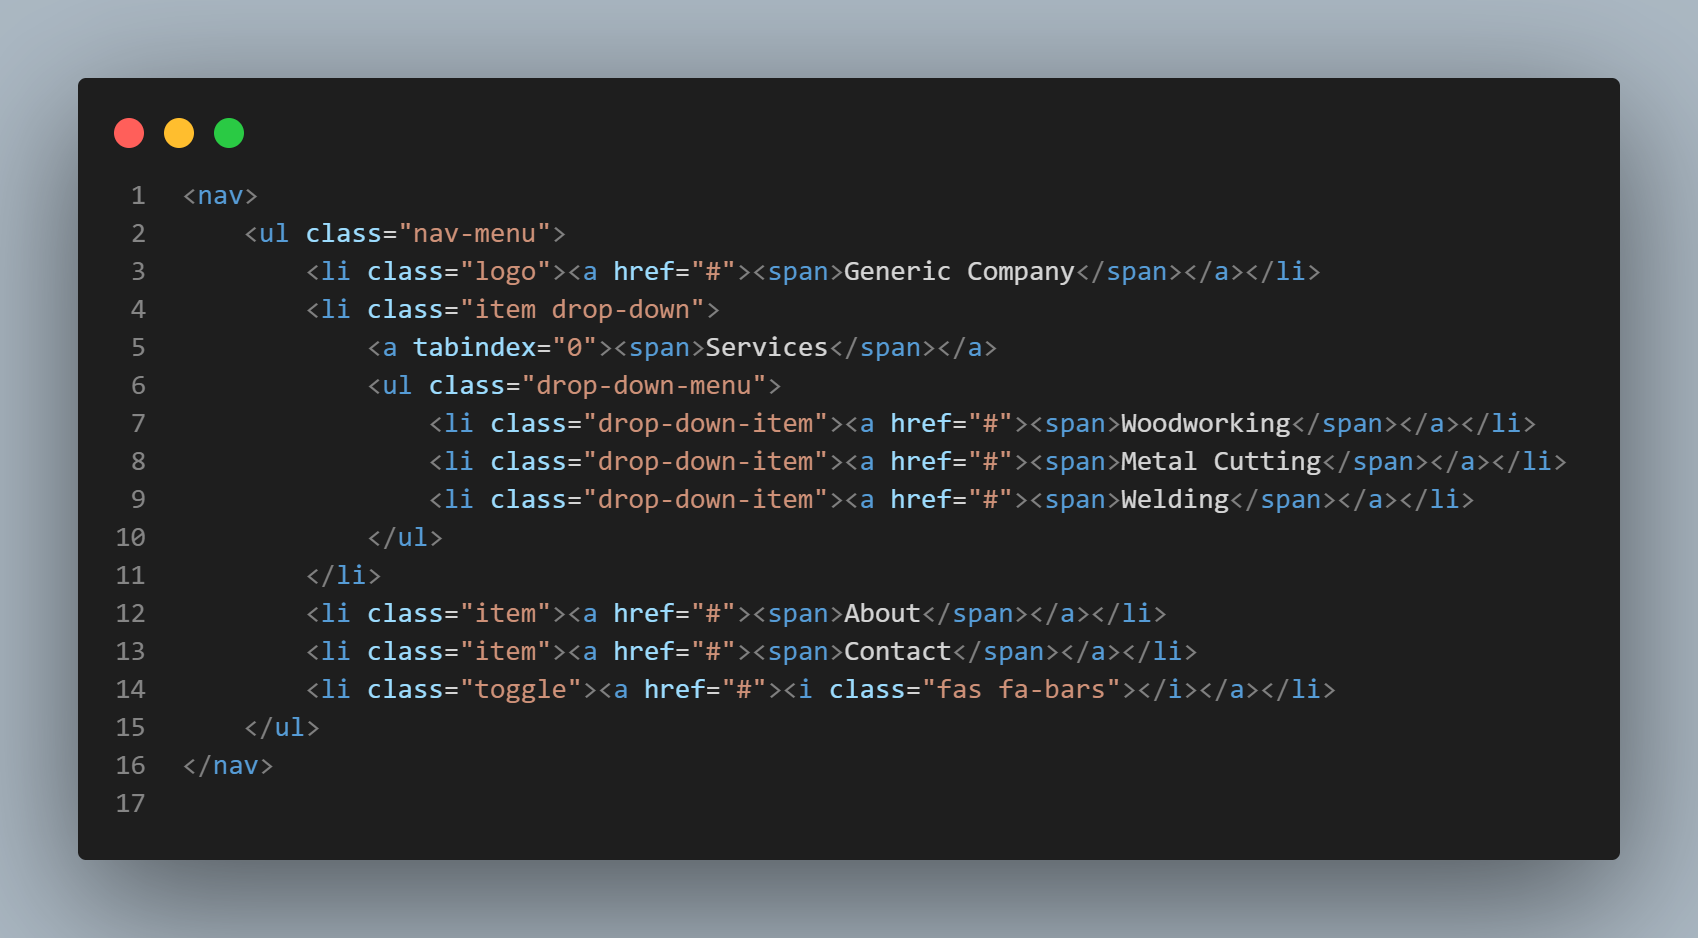 1 <nav>
2     <ul class="nav-menu">
3         <li class="logo"><a href="#"><span>Generic Company</span></a></li>
4         <li class="item drop-down">
5             <a tabindex="0"><span>Services</span></a>
6             <ul class="drop-down-menu">
7                 <li class="drop-down-item"><a href="#"><span>Woodworking</span></a></li>
8                 <li class="drop-down-item"><a href="#"><span>Metal Cutting</span></a></li>
9                 <li class="drop-down-item"><a href="#"><span>Welding</span></a></li>
10             </ul>
11         </li>
12         <li class="item"><a href="#"><span>About</span></a></li>
13         <li class="item"><a href="#"><span>Contact</span></a></li>
14         <li class="toggle"><a href="#"><i class="fas fa-bars"></i></a></li>
15     </ul>
16 </nav>
17